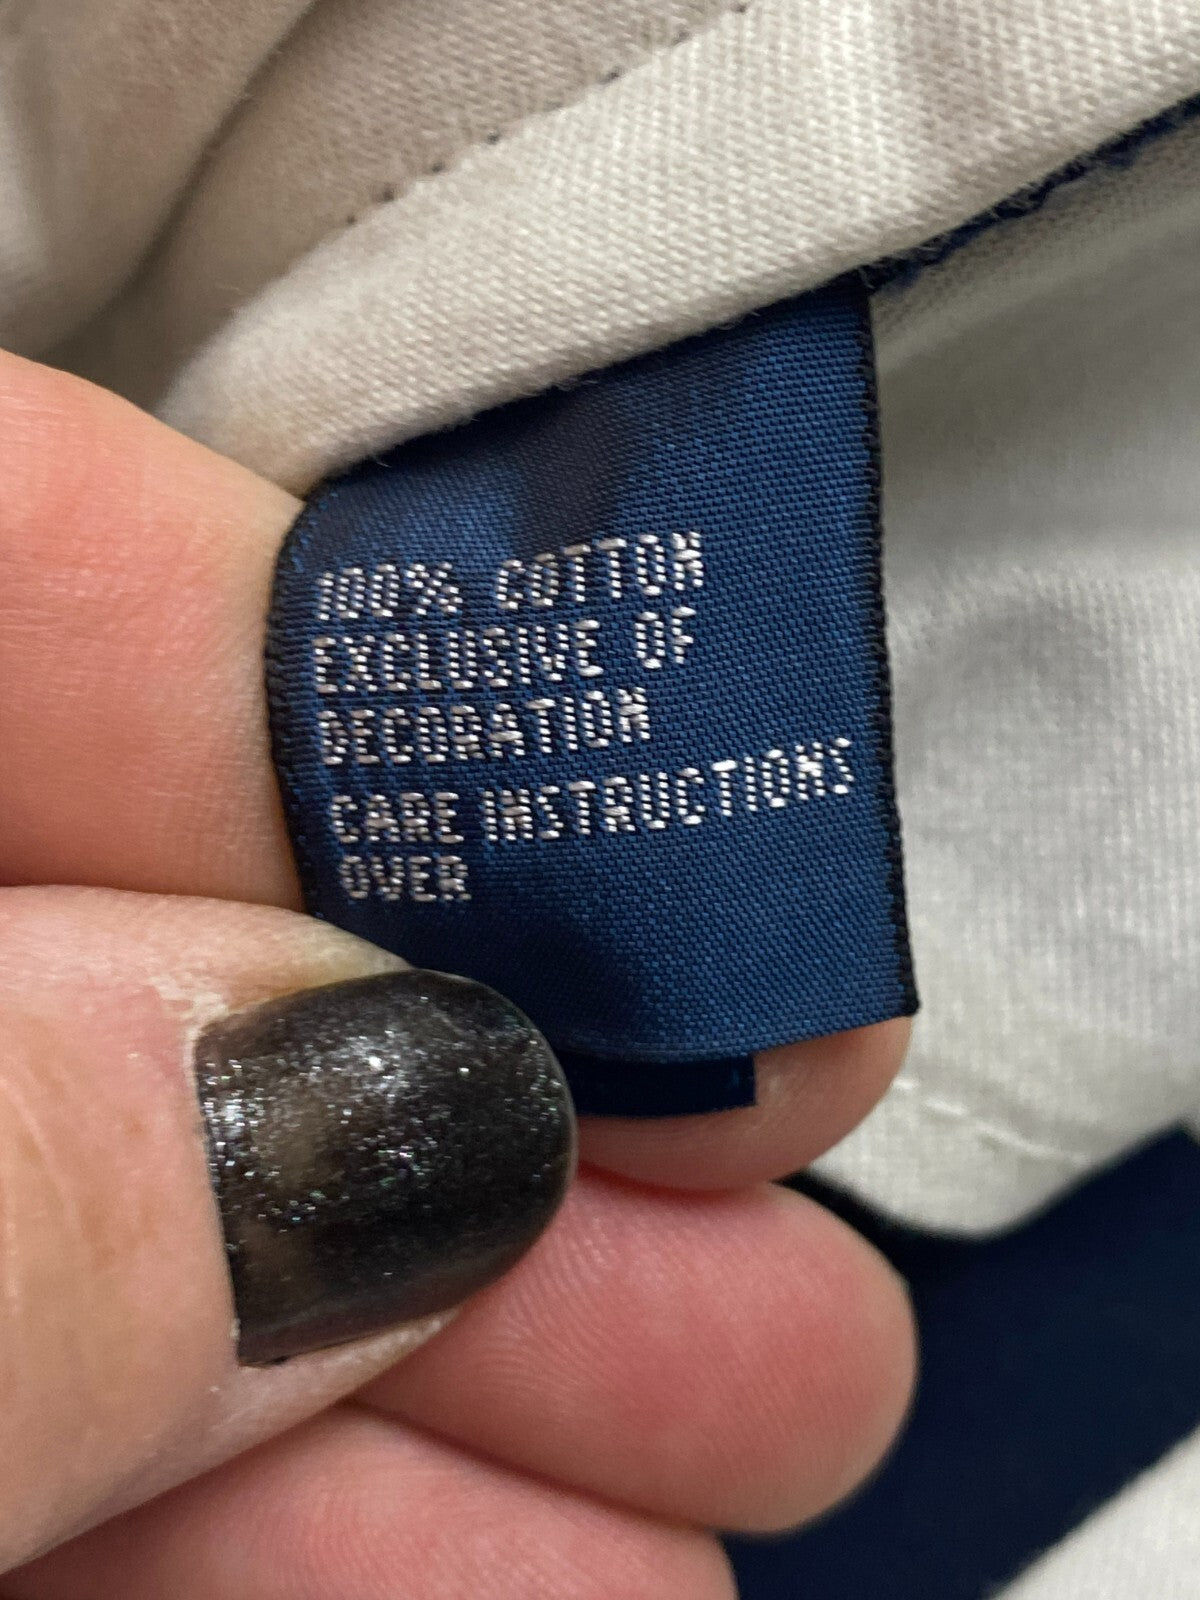 100% COTTON
EXCLUSIVE OF
DECORATION
CARE INSTRUCTIONS
OVER